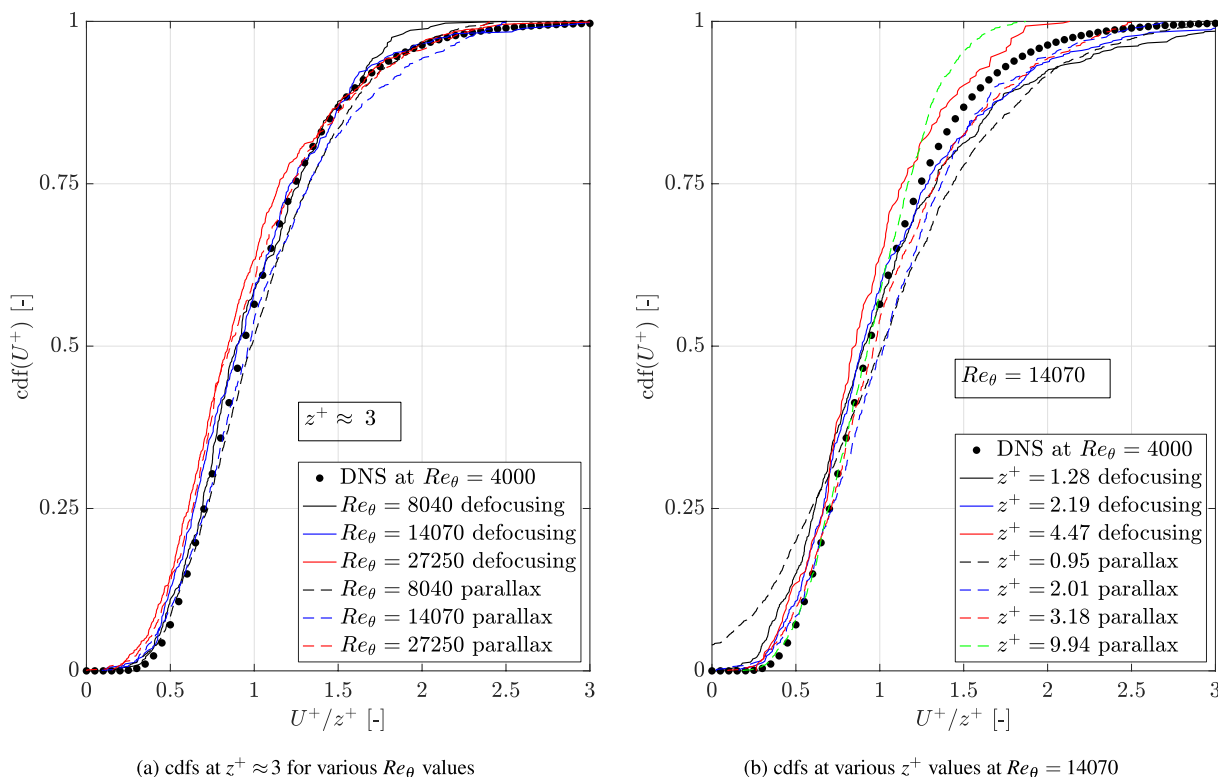 1
0.75
0.5
0.25
0
cdf(U⁺) [-]
z⁺ ≈ 3
DNS at Re_θ = 4000
Re_θ = 8040 defocusing
Re_θ = 14070 defocusing
Re_θ = 27250 defocusing
Re_θ = 8040 parallax
Re_θ = 14070 parallax
Re_θ = 27250 parallax
0 0.5 1 1.5 2 2.5 3
U⁺/z⁺ [-]
(a) cdfs at z⁺ ≈3 for various Re_θ values
1
0.75
0.5
0.25
0
cdf(U⁺) [-]
Re_θ = 14070
DNS at Re_θ = 4000
z⁺ = 1.28 defocusing
z⁺ = 2.19 defocusing
z⁺ = 4.47 defocusing
z⁺ = 0.95 parallax
z⁺ = 2.01 parallax
z⁺ = 3.18 parallax
z⁺ = 9.94 parallax
0 0.5 1 1.5 2 2.5 3
U⁺/z⁺ [-]
(b) cdfs at various z⁺ values at Re_θ = 14070